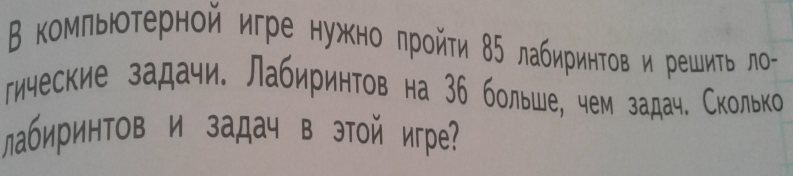 В компьютерной игре нужно пройти 85 лабиринтов и решить ло-
гические задачи. Лабиринтов на 36 больше, чем задач. Сколько
лабиринтов и задач в этой игре?